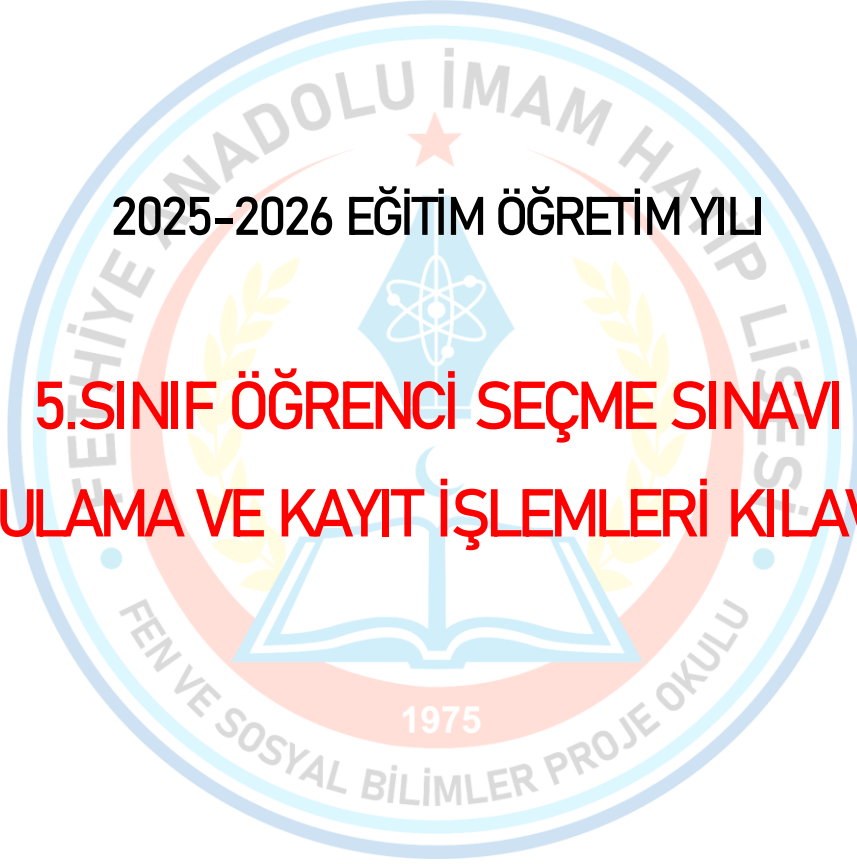 FETHİYE ANADOLU İMAM HATİP LİSESİ
2025-2026 EĞİTİM ÖĞRETİM YILI
5.SINIF ÖĞRENCİ SEÇME SINAVI
ULAMA VE KAYIT İŞLEMLERİ
1975
FEN VE SOSYAL BİLİMLER PROJE OKULU